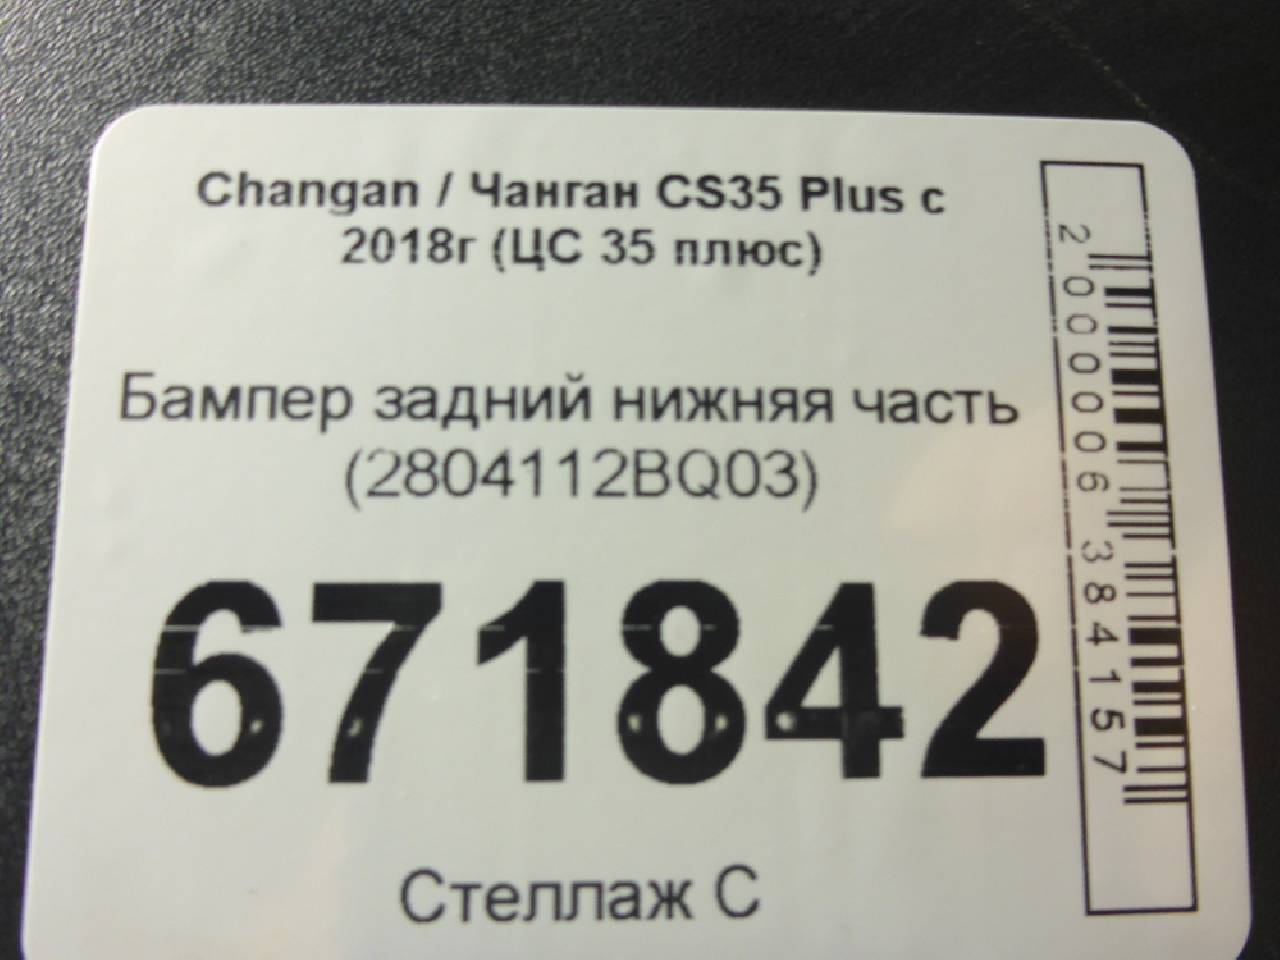 Changan / Чанган CS35 Plus с
2018г (ЦС 35 плюс)
Бампер задний нижняя часть
(2804112BQ03)
671842
Стеллаж С
2000006384157